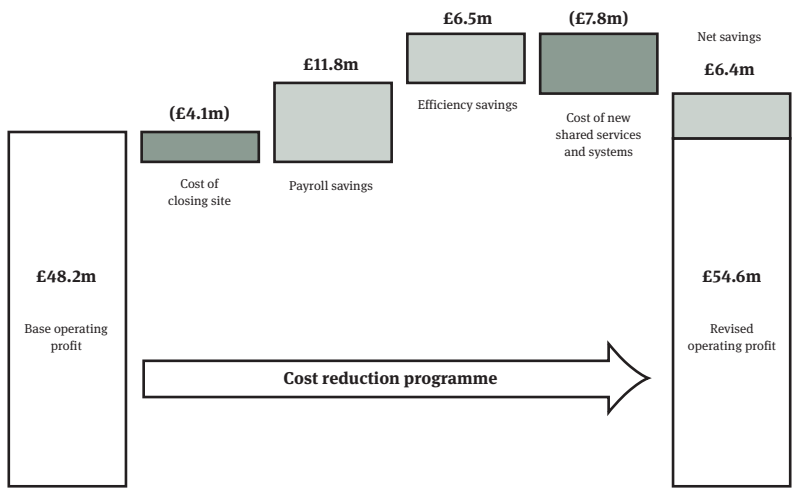 £48.2m
Base operating
profit
(£4.1m)
Cost of
closing site
£11.8m
Payroll savings
£6.5m
Efficiency savings
(£7.8m)
Cost of new
shared services
and systems
Net savings
£6.4m
£54.6m
Revised
operating profit
Cost reduction programme